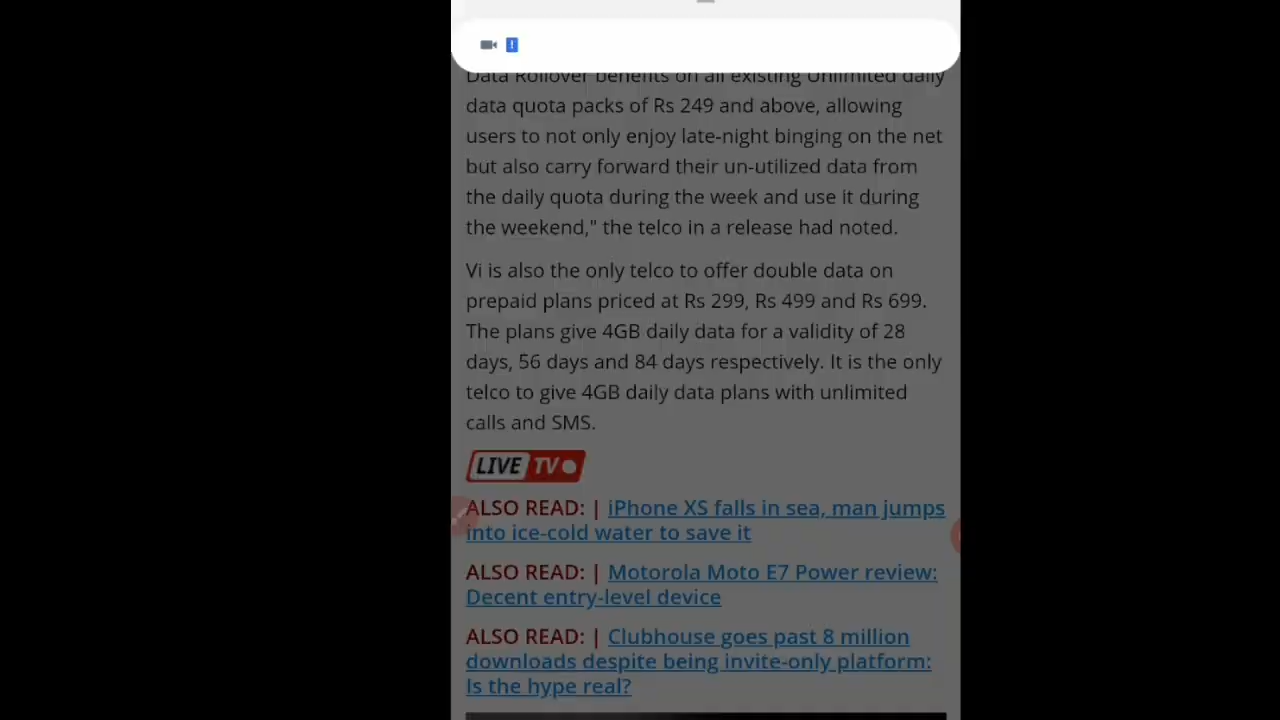 Data Rollover benefits on all existing Unlimited daily
data quota packs of Rs 249 and above, allowing
users to not only enjoy late-night binging on the net
but also carry forward their un-utilized data from
the daily quota during the week and use it during
the weekend," the telco in a release had noted.
Vi is also the only telco to offer double data on
prepaid plans priced at Rs 299, Rs 499 and Rs 699.
The plans give 4GB daily data for a validity of 28
days, 56 days and 84 days respectively. It is the only
telco to give 4GB daily data plans with unlimited
calls and SMS.
LIVE TV
ALSO READ: | iPhone XS falls in sea, man jumps
into ice-cold water to save it
ALSO READ: | Motorola Moto E7 Power review:
Decent entry-level device
ALSO READ: | Clubhouse goes past 8 million
downloads despite being invite-only platform:
Is the hype real?